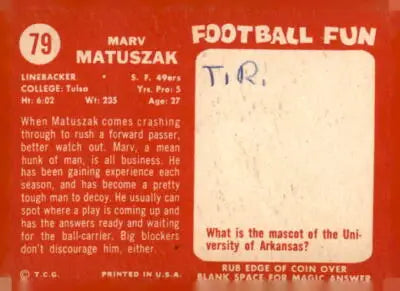 79
MARV
MATUSZAK
LINEBACKER • S. F. 49ers
COLLEGE: Tulsa Yrs. Pro: 5
Ht: 6:02 Wt: 235 Age: 27
When Matuszak comes crashing
through to rush a forward passer,
better watch out. Marv, a mean
hunk of man, is all business. He
has been gaining experience each
season, and has become a pretty
tough man to decoy. He usually can
spot where a play is coming up and
has the answers ready and waiting
for the ball-carrier. Big blockers
don't discourage him, either.
© T.C.G. PRINTED IN U.S.A.
FOOTBALL FUN
T.R.
What is the mascot of the Uni-
versity of Arkansas?
RUB EDGE OF COIN OVER
BLANK SPACE FOR MAGIC ANSWER